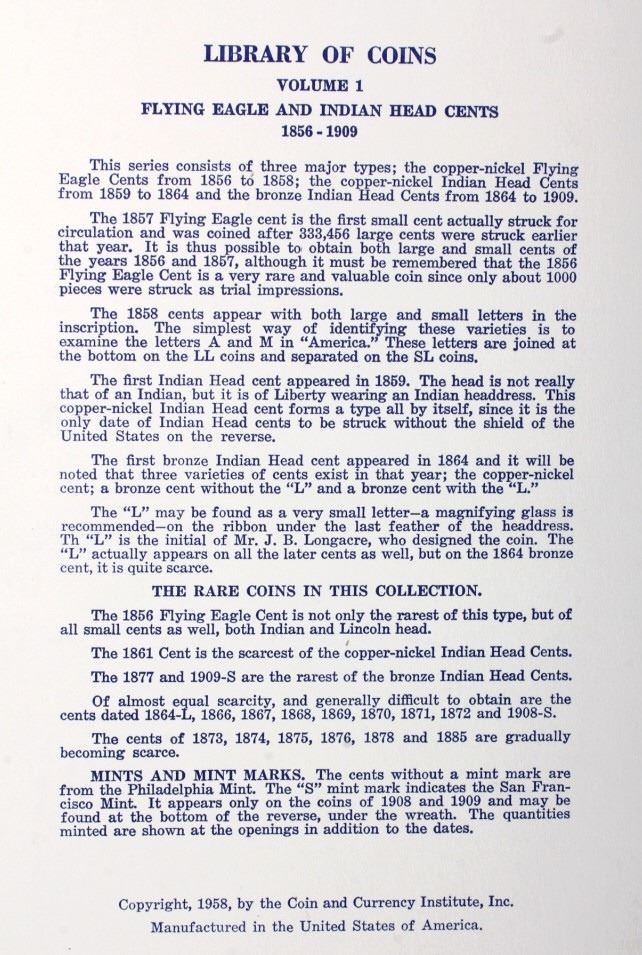 LIBRARY OF COINS
VOLUME 1
FLYING EAGLE AND INDIAN HEAD CENTS
1856 - 1909
This series consists of three major types; the copper-nickel Flying
Eagle Cents from 1856 to 1858; the copper-nickel Indian Head Cents
from 1859 to 1864 and the bronze Indian Head Cents from 1864 to 1909.
The 1857 Flying Eagle cent is the first small cent actually struck for
circulation and was coined after 333,456 large cents were struck earlier
that year. It is thus possible to obtain both large and small cents of
the years 1856 and 1857, although it must be remembered that the 1856
Flying Eagle Cent is a very rare and valuable coin since only about 1000
pieces were struck as trial impressions.
The 1858 cents appear with both large and small letters in the
inscription. The simplest way of identifying these varieties is to
examine the letters A and M in "America." These letters are joined at
the bottom on the LL coins and separated on the SL coins.
The first Indian Head cent appeared in 1859. The head is not really
that of an Indian, but it is of Liberty wearing an Indian headdress. This
copper-nickel Indian Head cent forms a type all by itself, since it is the
only date of Indian Head cents to be struck without the shield of the
United States on the reverse.
The first bronze Indian Head cent appeared in 1864 and it will be
noted that three varieties of cents exist in that year; the copper-nickel
cent; a bronze cent without the "L" and a bronze cent with the "L."
The "L" may be found as a very small letter—a magnifying glass is
recommended—on the ribbon under the last feather of the headdress.
Th "L" is the initial of Mr. J. B. Longacre, who designed the coin. The
"L" actually appears on all the later cents as well, but on the 1864 bronze
cent, it is quite scarce.
THE RARE COINS IN THIS COLLECTION.
The 1856 Flying Eagle Cent is not only the rarest of this type, but of
all small cents as well, both Indian and Lincoln head.
The 1861 Cent is the scarcest of the copper-nickel Indian Head Cents.
The 1877 and 1909-S are the rarest of the bronze Indian Head Cents.
Of almost equal scarcity, and generally difficult to obtain are the
cents dated 1864-L, 1866, 1867, 1868, 1869, 1870, 1871, 1872 and 1908-S.
The cents of 1873, 1874, 1875, 1876, 1878 and 1885 are gradually
becoming scarce.
MINTS AND MINT MARKS. The cents without a mint mark are
from the Philadelphia Mint. The "S" mint mark indicates the San Fran-
cisco Mint. It appears only on the coins of 1908 and 1909 and may be
found at the bottom of the reverse, under the wreath. The quantities
minted are shown at the openings in addition to the dates.
Copyright, 1958, by the Coin and Currency Institute, Inc.
Manufactured in the United States of America.